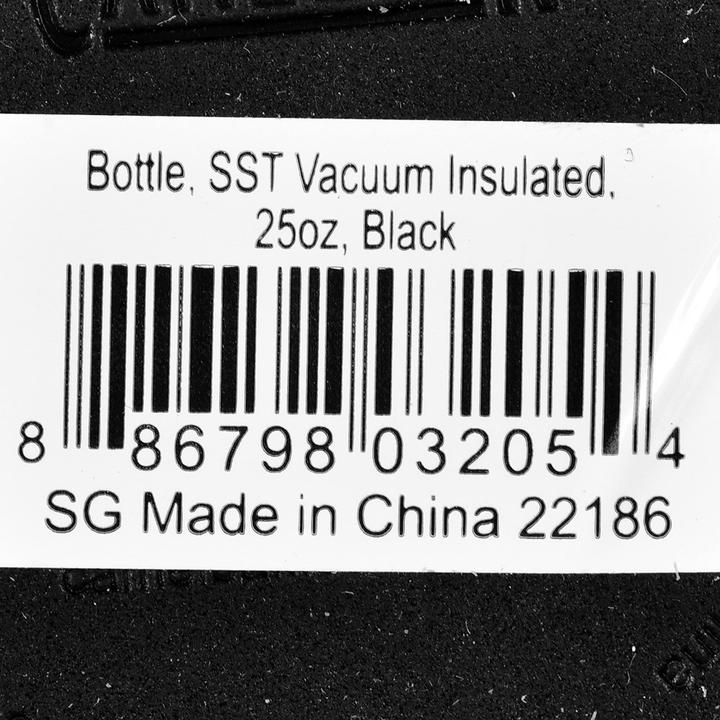 Bottle, SST Vacuum Insulated,
25oz, Black
8 86798 03205 4
SG Made in China 22186